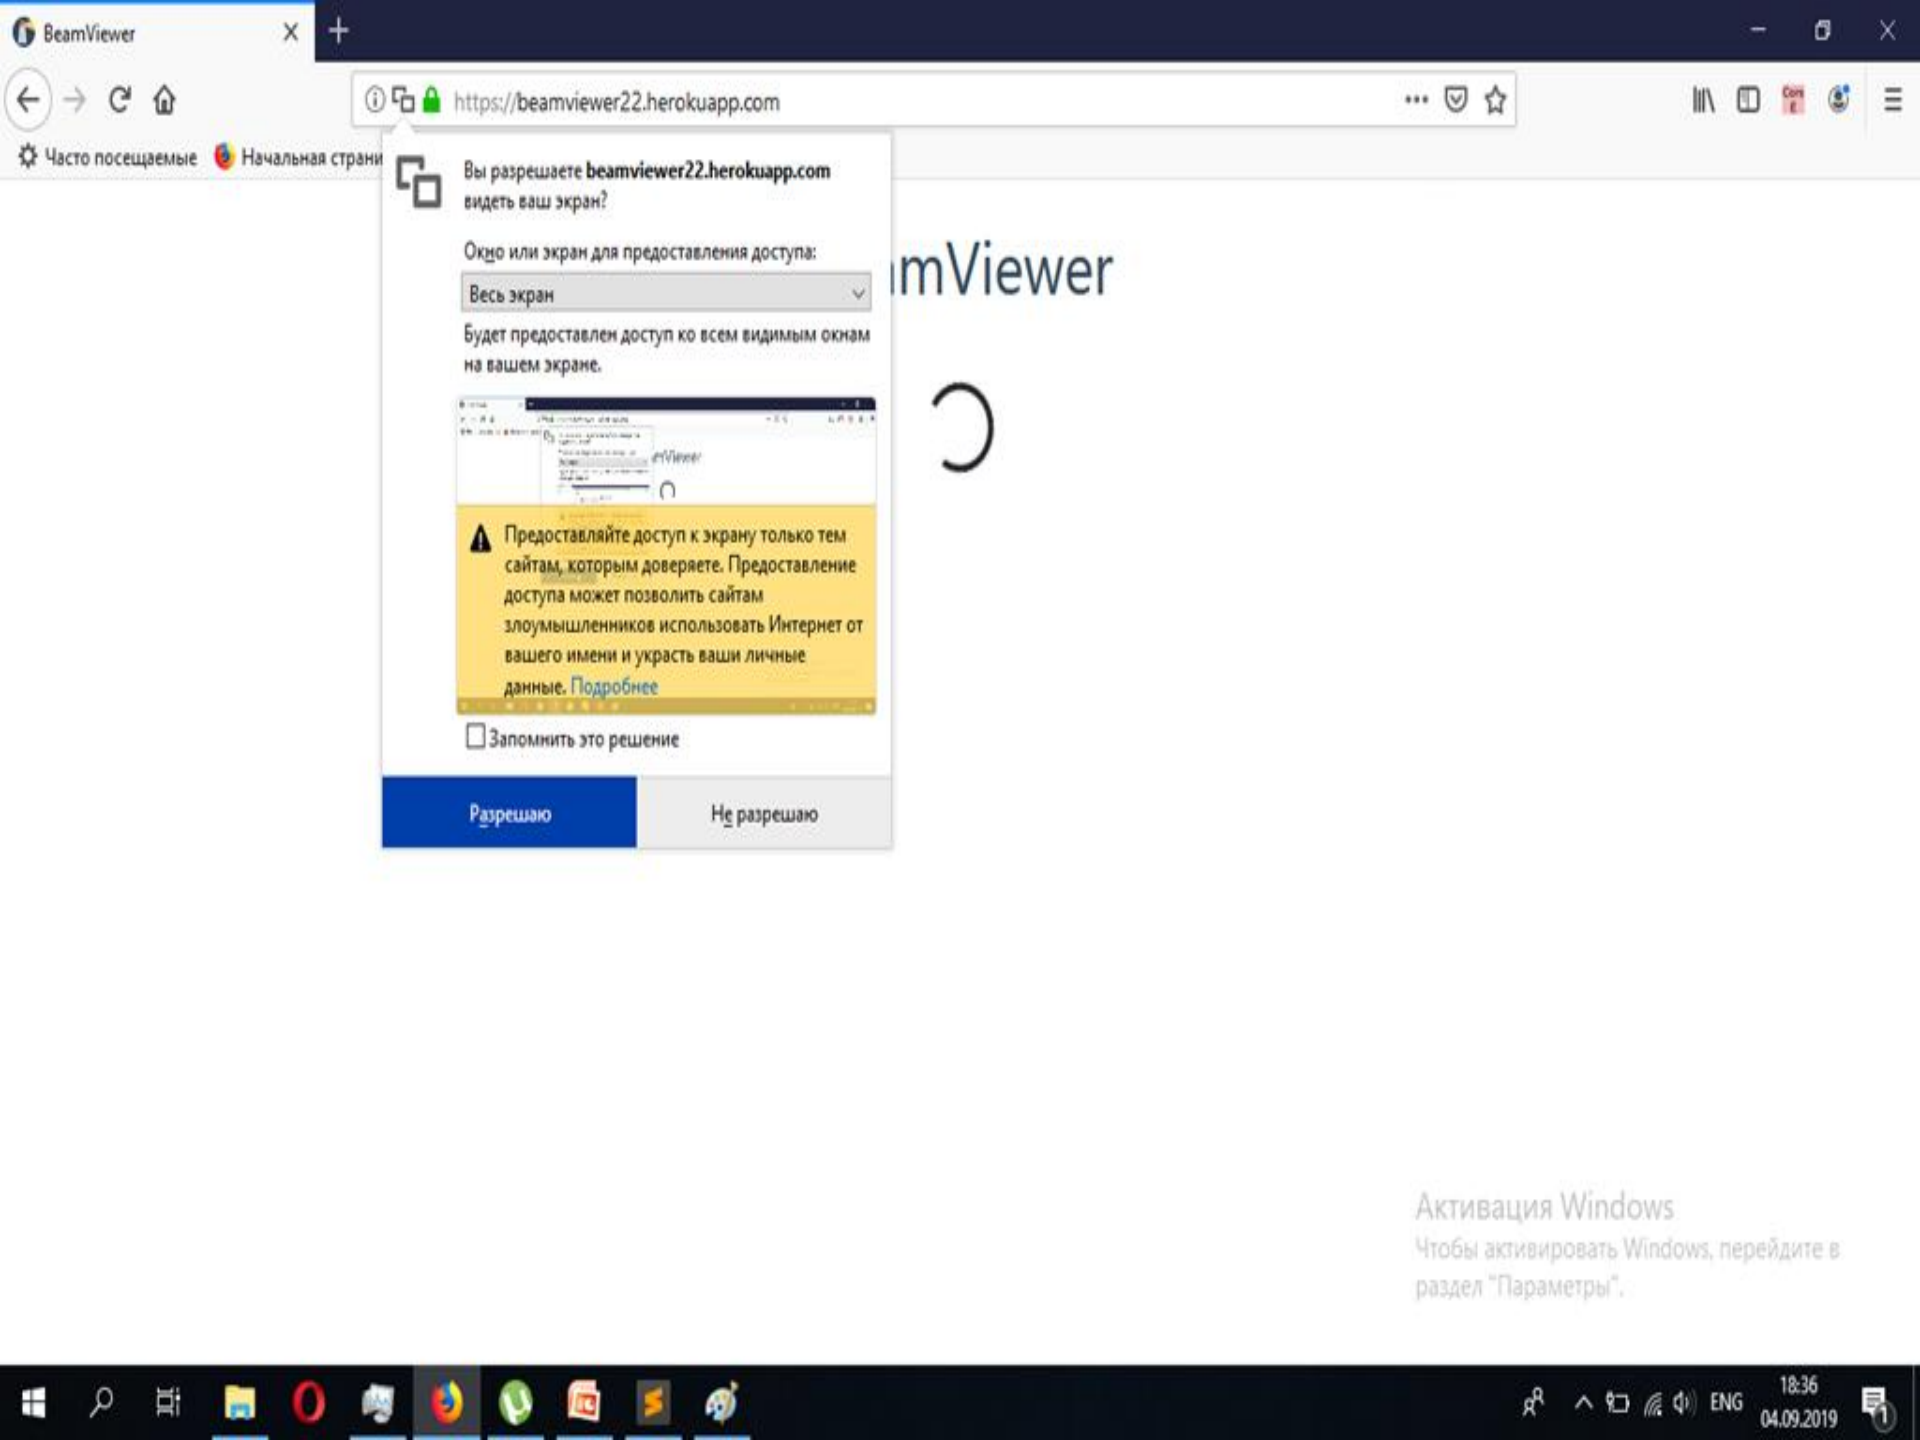 BeamViewer
https://beamviewer22.herokuapp.com
Часто посещаемые
Начальная страни
Вы разрешаете beamviewer22.herokuapp.com
видеть ваш экран?
Окно или экран для предоставления доступа:
Весь экран
Будет предоставлен доступ ко всем видимым окнам
на вашем экране.
amViewer
Предоставляйте доступ к экрану только тем
сайтам, которым доверяете. Предоставление
доступа может позволить сайтам
злоумышленников использовать Интернет от
вашего имени и украсть ваши личные
данные. Подробнее
Запомнить это решение
Разрешаю
Не разрешаю
Активация Windows
Чтобы активировать Windows, перейдите в
раздел "Параметры".
ENG
18:36
04.09.2019
1